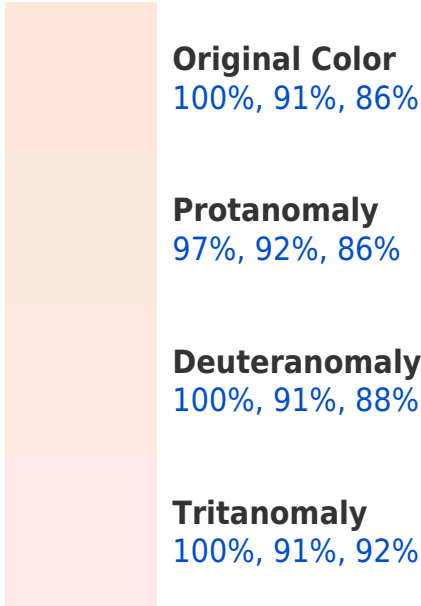 Original Color
100%, 91%, 86%
Protanomaly
97%, 92%, 86%
Deuteranomaly
100%, 91%, 88%
Tritanomaly
100%, 91%, 92%